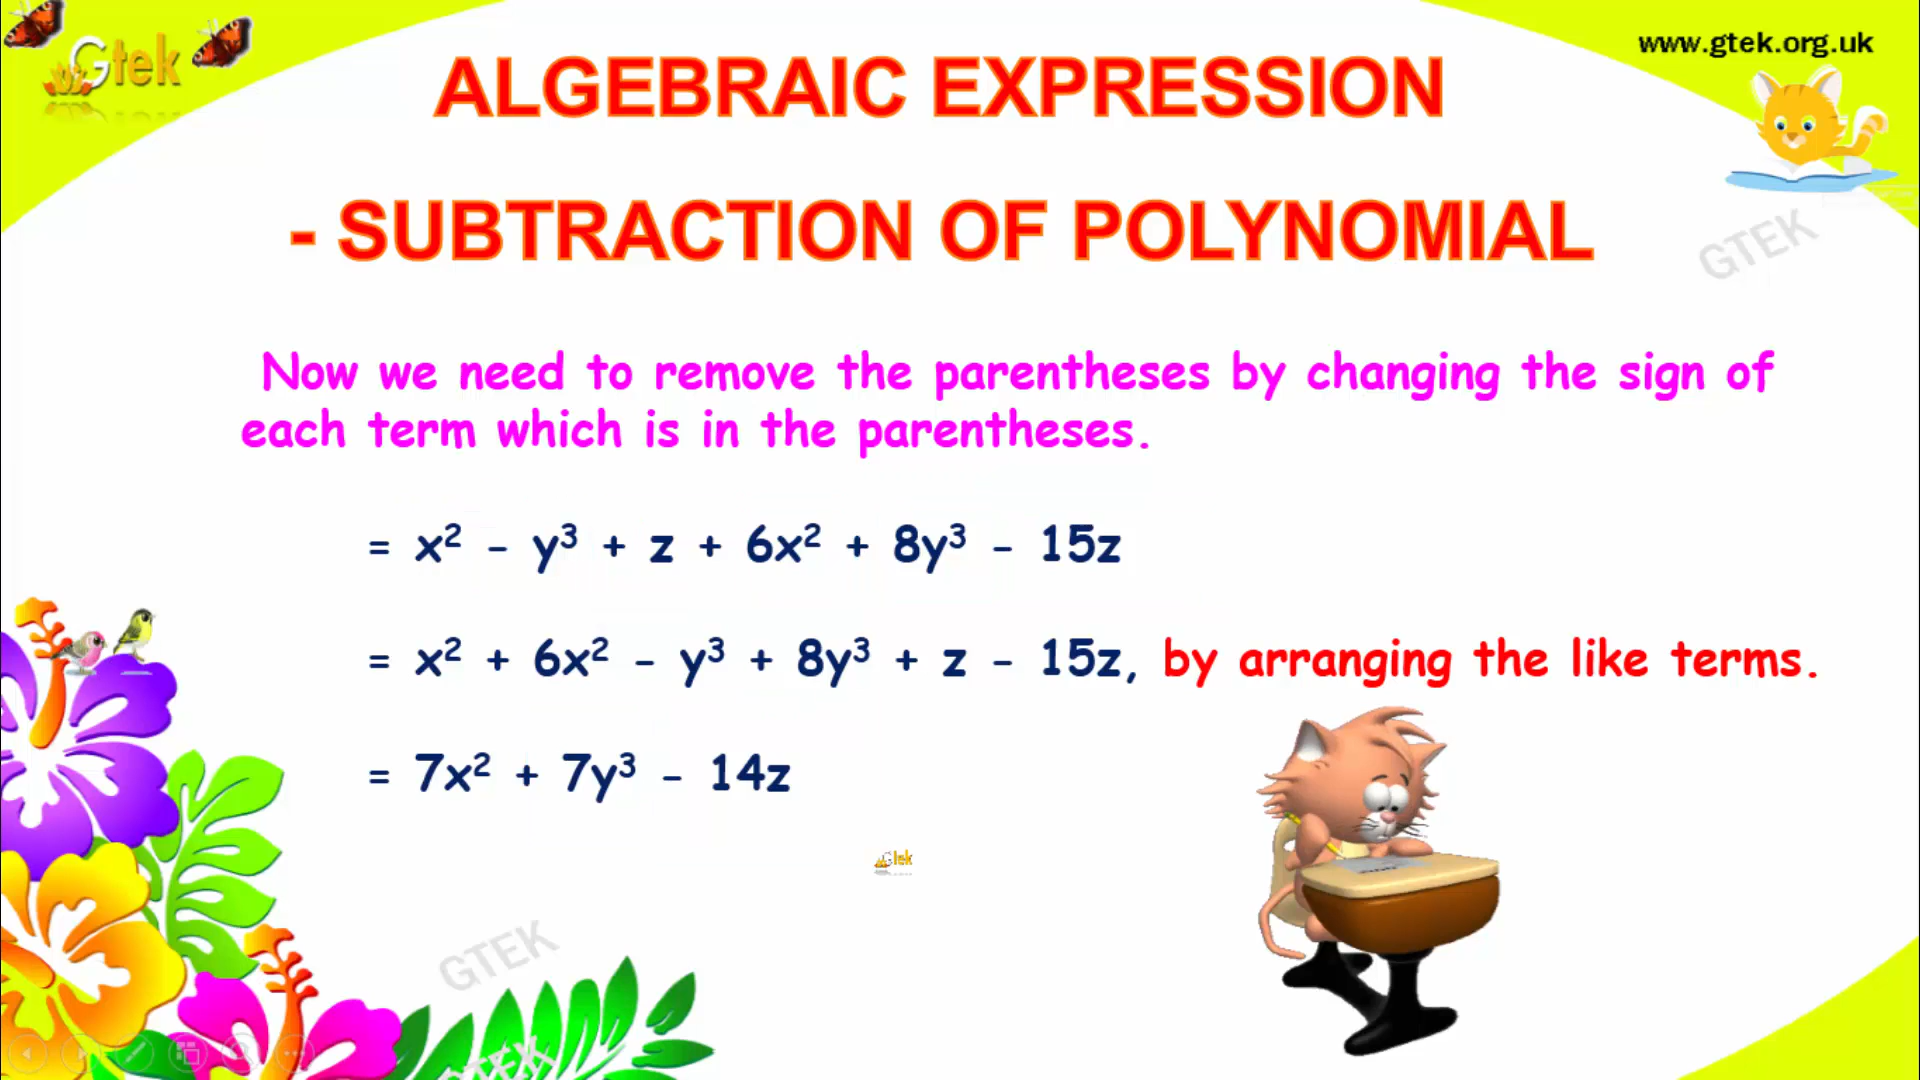 Gtek
www.gtek.org.uk
ALGEBRAIC EXPRESSION
- SUBTRACTION OF POLYNOMIAL
GTEK
Now we need to remove the parentheses by changing the sign of
each term which is in the parentheses.
= x² - y³ + z + 6x² + 8y³ - 15z
= x² + 6x² - y³ + 8y³ + z - 15z, by arranging the like terms.
= 7x² + 7y³ - 14z
Gtek
GTEK
GTEK